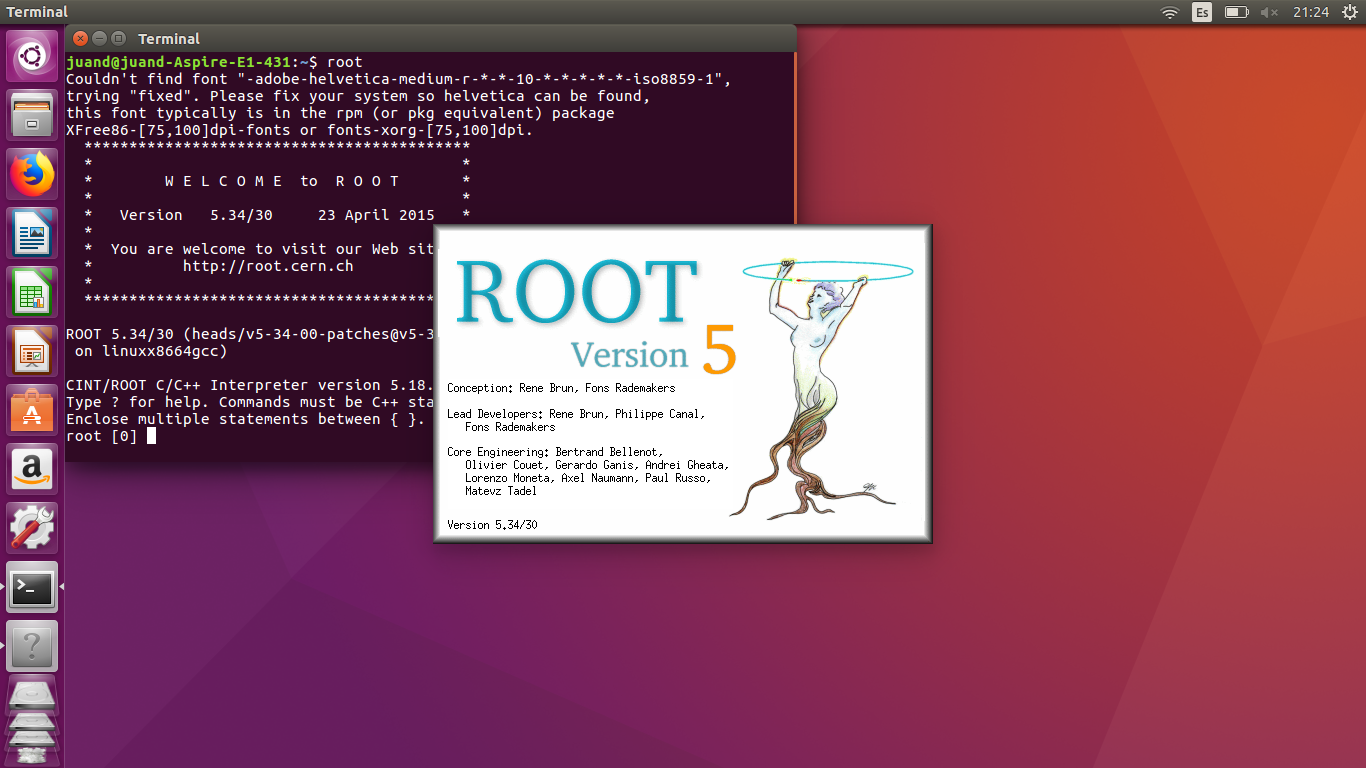 Terminal
Es
21:24
Terminal
juand@juand-Aspire-E1-431:~$ root
Couldn't find font "-adobe-helvetica-medium-r-*-*-10-*-*-*-*-*-iso8859-1",
trying "fixed". Please fix your system so helvetica can be found,
this font typically is in the rpm (or pkg equivalent) package
XFree86-[75,100]dpi-fonts or fonts-xorg-[75,100]dpi.
*******************************************
* *
* W E L C O M E to R O O T *
* *
* Version 5.34/30 23 April 2015 *
*
* You are welcome to visit our Web sit
* http://root.cern.ch
*
***************************************
ROOT 5.34/30 (heads/v5-34-00-patches@v5-3
on linuxx8664gcc)
CINT/ROOT C/C++ Interpreter version 5.18.
Type ? for help. Commands must be C++ sta
Enclose multiple statements between { }.
root [0]
ROOT
Version 5
Conception: Rene Brun, Fons Rademakers
Lead Developers: Rene Brun, Philippe Canal,
Fons Rademakers
Core Engineering: Bertrand Bellenot,
Olivier Couet, Gerardo Ganis, Andrei Gheata,
Lorenzo Moneta, Axel Naumann, Paul Russo,
Matevz Tadel
Version 5.34/30